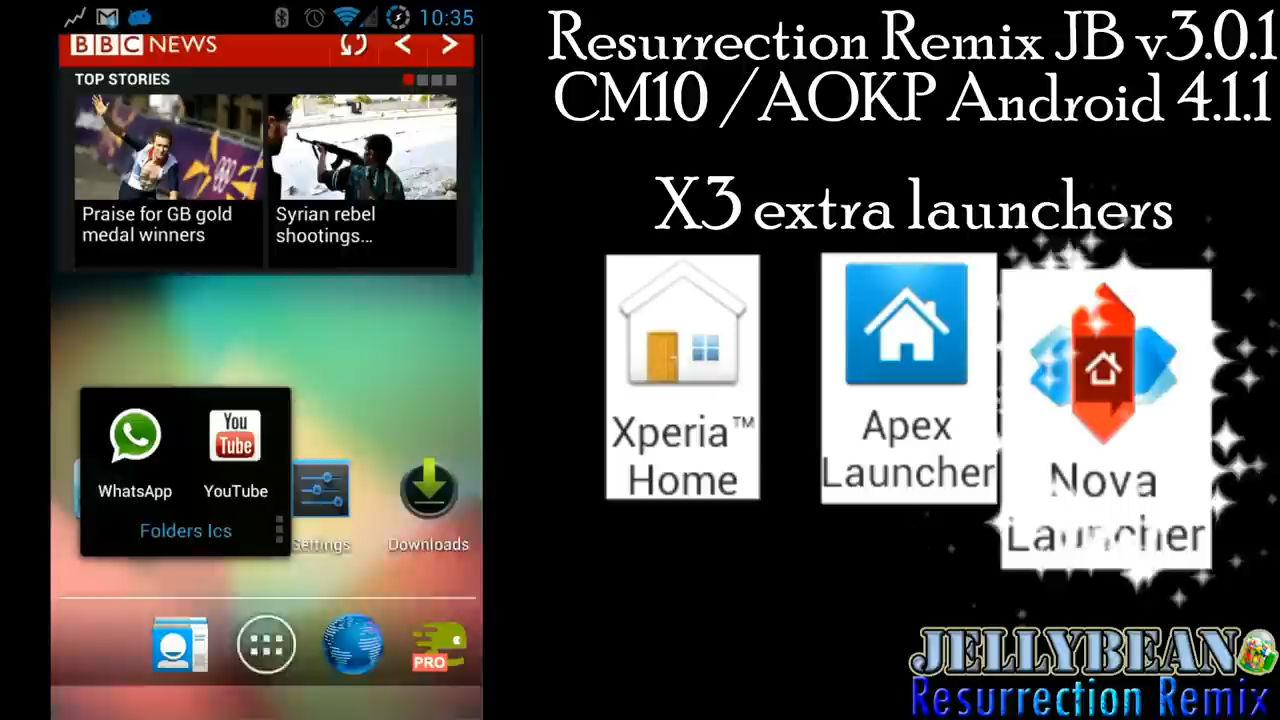 10:35
BBC NEWS
TOP STORIES
Praise for GB gold
medal winners
Syrian rebel
shootings...
WhatsApp
You
Tube
YouTube
Folders Ics
Settings
Downloads
PRO
Resurrection Remix JB v3.0.1
CM10 /AOKP Android 4.1.1
X3 extra launchers
Xperia™
Home
Apex
Launcher
Nova
Launcher
JELLYBEAN
Resurrection Remix